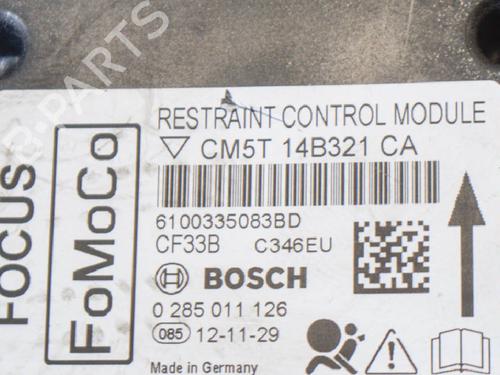 B-PARTS
FOCUS
FoMoCo
RESTRAINT CONTROL MODULE
CM5T 14B321 CA
6100335083BD
CF33B C346EU
BOSCH
0 285 011 126
085 12-11-29
Made in Germany